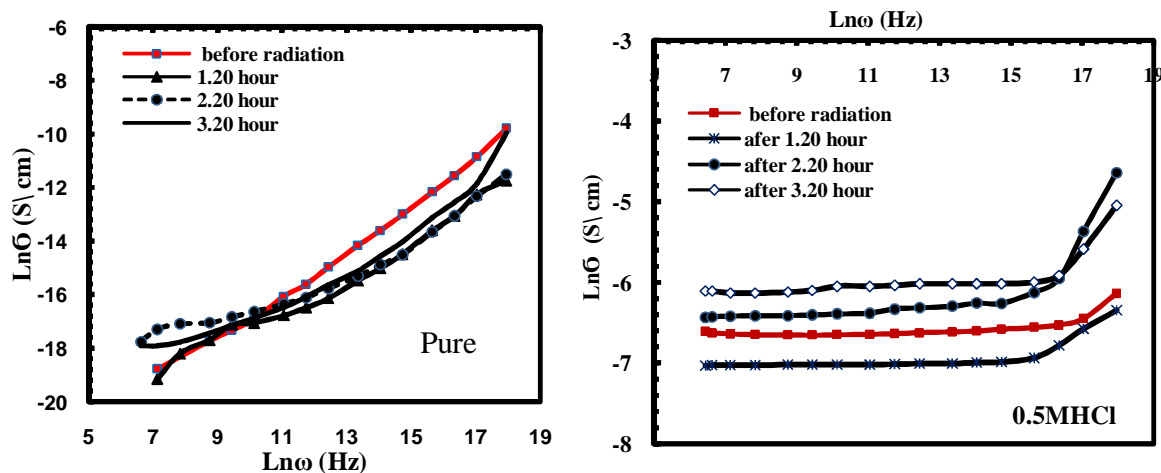 -6
-8
-10
-12
-14
-16
-18
-20
Lnϭ (S\ cm)
before radiation
1.20 hour
2.20 hour
3.20 hour
Pure
5 7 9 11 13 15 17 19
Lnω (Hz)
Lnω (Hz)
5 7 9 11 13 15 17 19
-3
-4
-5
-6
-7
-8
Lnϭ (S\ cm)
before radiation
afer 1.20 hour
after 2.20 hour
after 3.20 hour
0.5MHCl